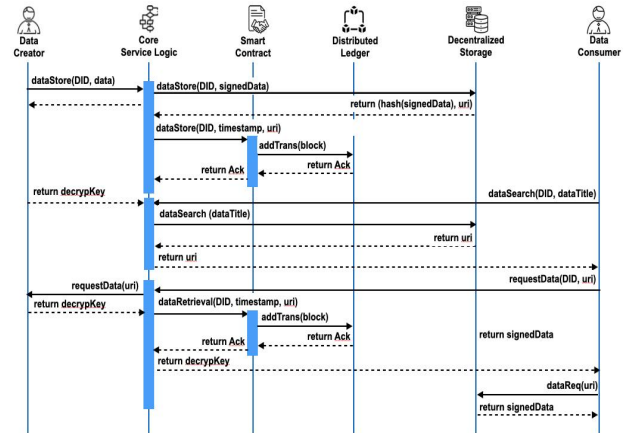 Data
Creator
Core
Service Logic
Smart
Contract
Distributed
Ledger
Decentralized
Storage
Data
Consumer
dataStore(DID, data)
dataStore(DID, signedData)
return (hash(signedData), uri)
dataStore(DID, timestamp, uri)
addTrans(block)
return Ack
return Ack
return decrypKey
dataSearch(DID, dataTitle)
dataSearch (dataTitle)
return uri
return uri
requestData(DID, uri)
requestData(uri)
return decrypKey
dataRetrieval(DID, timestamp, uri)
addTrans(block)
return Ack
return signedData
return Ack
return decrypKey
dataReq(uri)
return signedData